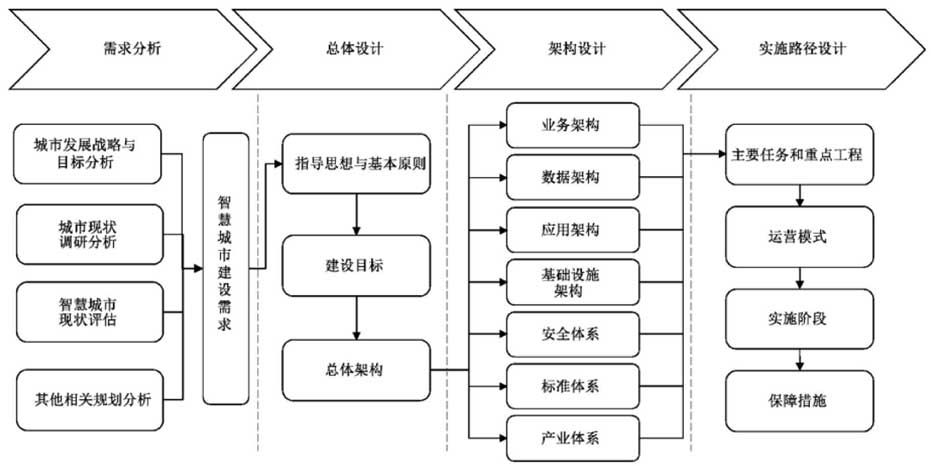 需求分析
总体设计
架构设计
实施路径设计
城市发展战略与
目标分析
城市现状
调研分析
智慧城市
现状评估
其他相关规划分析
智慧城市建设需求
指导思想与基本原则
建设目标
总体架构
业务架构
数据架构
应用架构
基础设施
架构
安全体系
标准体系
产业体系
主要任务和重点工程
运营模式
实施阶段
保障措施